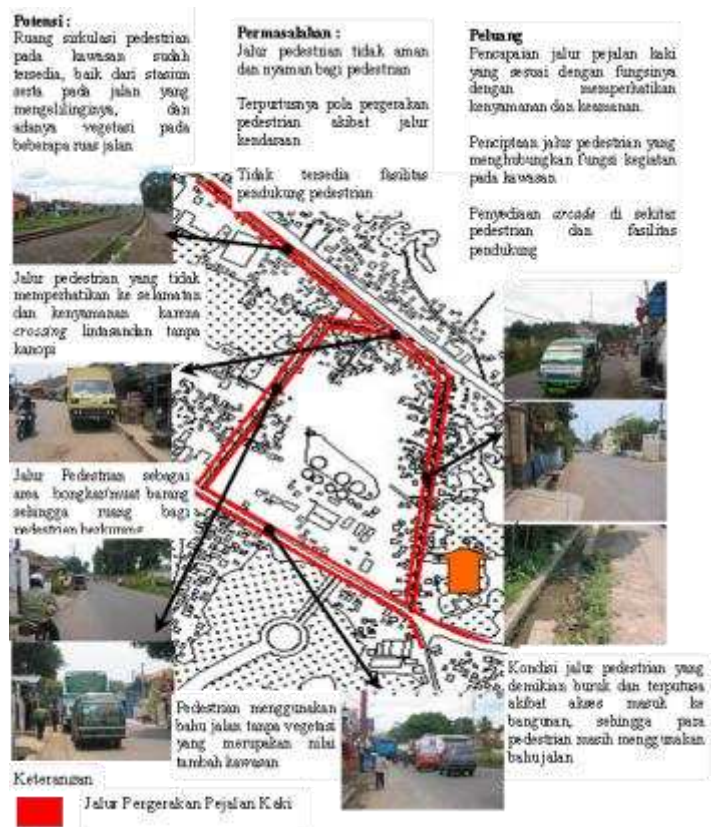 Potensi :
Ruang sirkulasi pedestrian
pada kawasan sudah
tersedia, baik dari stasiun
serta pada jalan yang
mengelilinginya, dan
adanya vegetasi pada
beberapa ruas jalan
Permasalahan :
Jalur pedestrian tidak aman
dan nyaman bagi pedestrian
Terputusnya pola pergerakan
pedestrian akibat jalur
kendaraan
Tidak tersedia fasilitas
pendukung pedestrian
Peluang
Pencapaian jalur pejalan kaki
yang sesuai dengan fungsinya
dengan memperhatikan
kenyamanan dan keamanan.
Penciptaan jalur pedestrian yang
menghubungkan fungsi kegiatan
pada kawasan
Penyediaan arcade di sekitar
pedestrian dan fasilitas
pendukung
Jalur pedestrian yang tidak
memperhatikan ke selamatan
dan kenyamanan karena
crossing lintasandan tanpa
kanopi
Jalur Pedestrian sebagai
area bongkar/muat barang
sehingga ruang bagi
pedestrian berkurang
Pedestrian menggunakan
bahu jalan tanpa vegetasi
yang merupakan nilai
tambah kawasan
Kondisi jalur pedestrian yang
demikian buruk dan terputusa
akibat akses masuk ke
bangunan, sehingga para
pedestrian masih menggunakan
bahu jalan
Keterangan
Jalur Pergerakan Pejalan Kaki